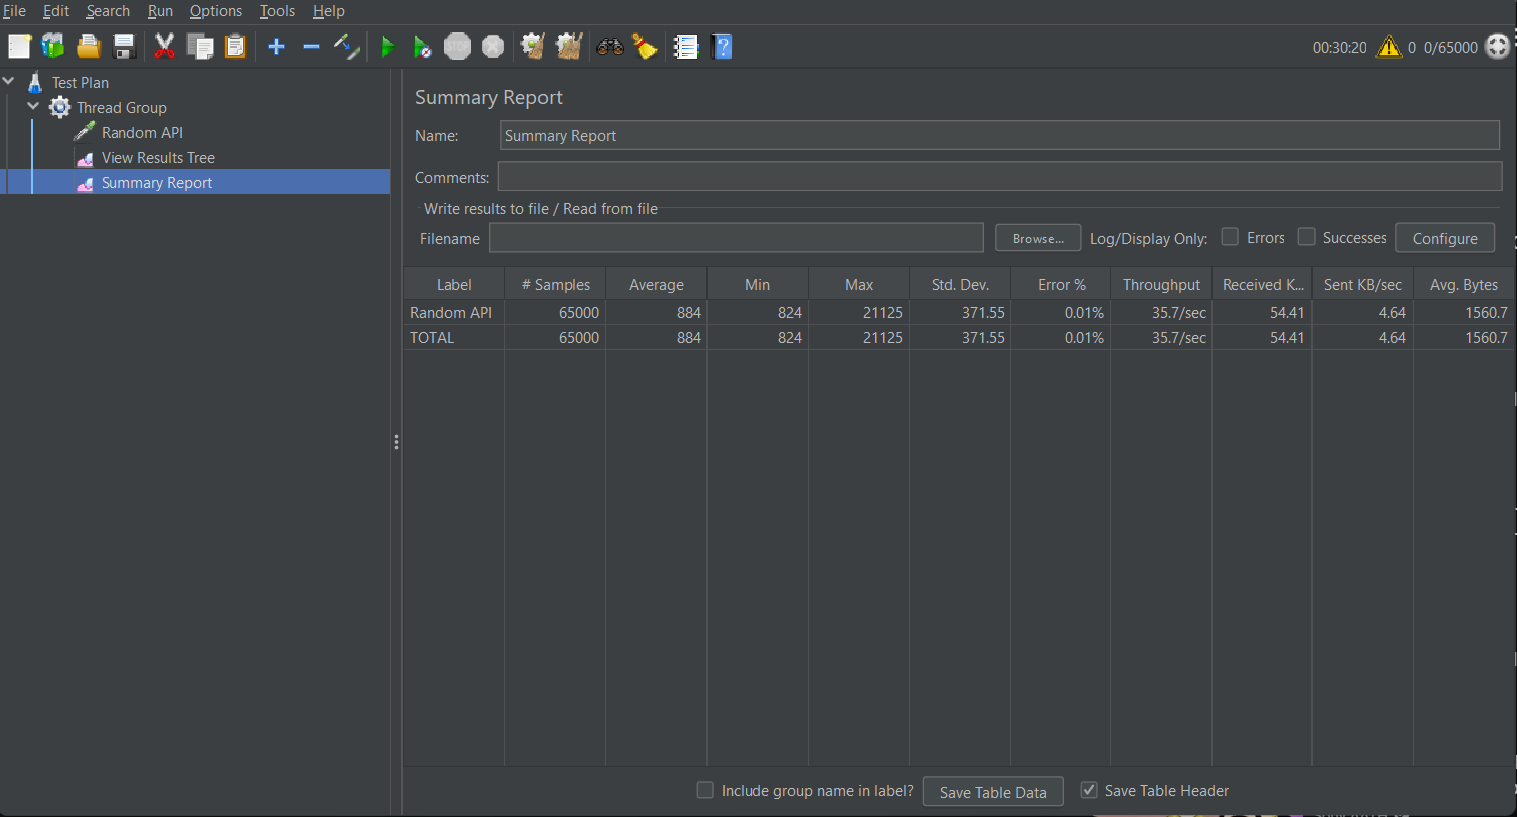 File Edit Search Run Options Tools Help
STOP
00:30:20 0 0/65000
Test Plan
Thread Group
Random API
View Results Tree
Summary Report
Summary Report
Name: Summary Report
Comments:
Write results to file / Read from file
Filename Browse... Log/Display Only: Errors Successes Configure
Label # Samples Average Min Max Std. Dev. Error % Throughput Received K... Sent KB/sec Avg. Bytes
Random API 65000 884 824 21125 371.55 0.01% 35.7/sec 54.41 4.64 1560.7
TOTAL 65000 884 824 21125 371.55 0.01% 35.7/sec 54.41 4.64 1560.7
Include group name in label? Save Table Data Save Table Header